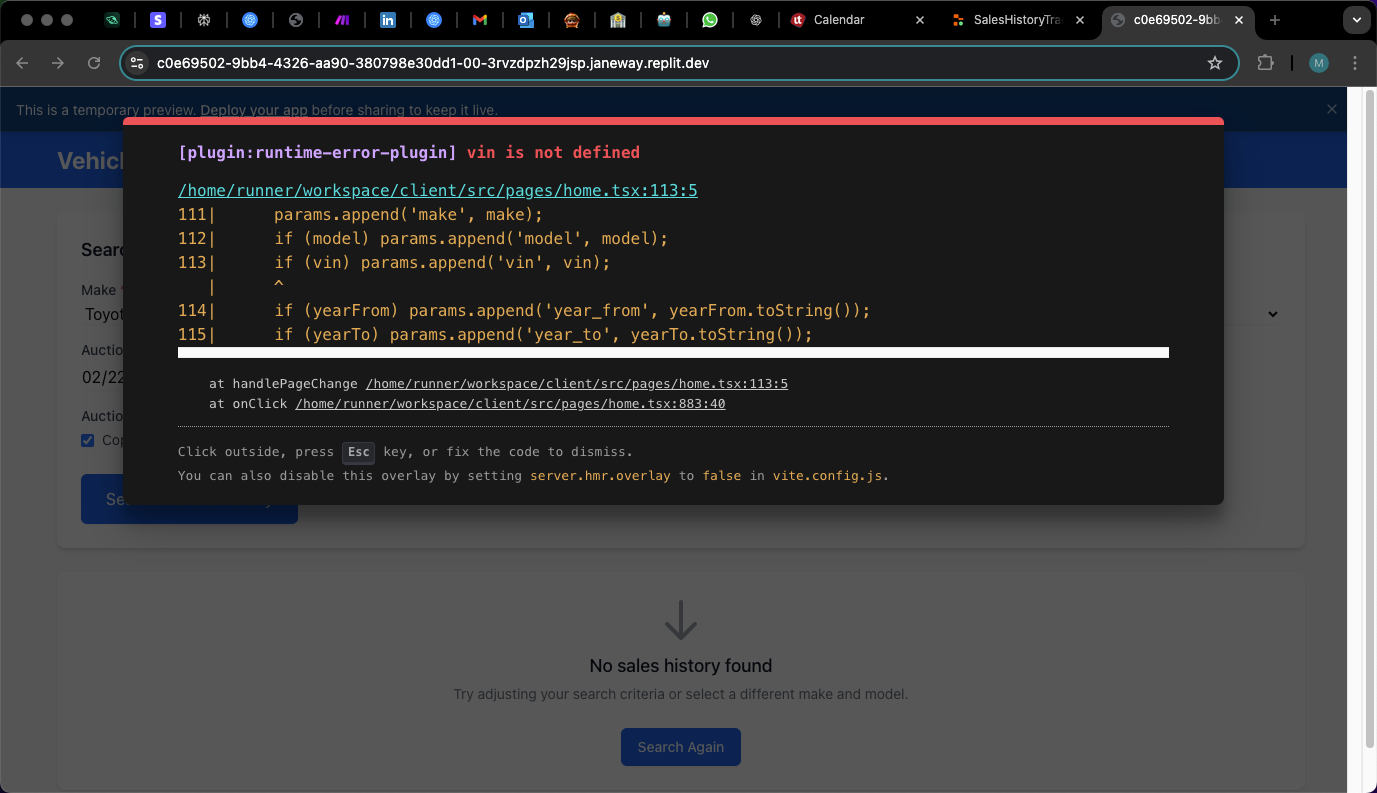 Calendar
SalesHistoryTra
c0e69502-9bb
c0e69502-9bb4-4326-aa90-380798e30dd1-00-3rvzdpzh29jsp.janeway.replit.dev
M
This is a temporary preview. Deploy your app before sharing to keep it live.
Vehicl
[plugin:runtime-error-plugin] vin is not defined
/home/runner/workspace/client/src/pages/home.tsx:113:5
111|      params.append('make', make);
112|      if (model) params.append('model', model);
113|      if (vin) params.append('vin', vin);
   |      ^
114|      if (yearFrom) params.append('year_from', yearFrom.toString());
115|      if (yearTo) params.append('year_to', yearTo.toString());
at handlePageChange /home/runner/workspace/client/src/pages/home.tsx:113:5
at onClick /home/runner/workspace/client/src/pages/home.tsx:883:40
Click outside, press Esc key, or fix the code to dismiss.
You can also disable this overlay by setting server.hmr.overlay to false in vite.config.js.
Sear
Make
Toyot
Auctio
02/22
Auctio
Cop
Se
No sales history found
Try adjusting your search criteria or select a different make and model.
Search Again